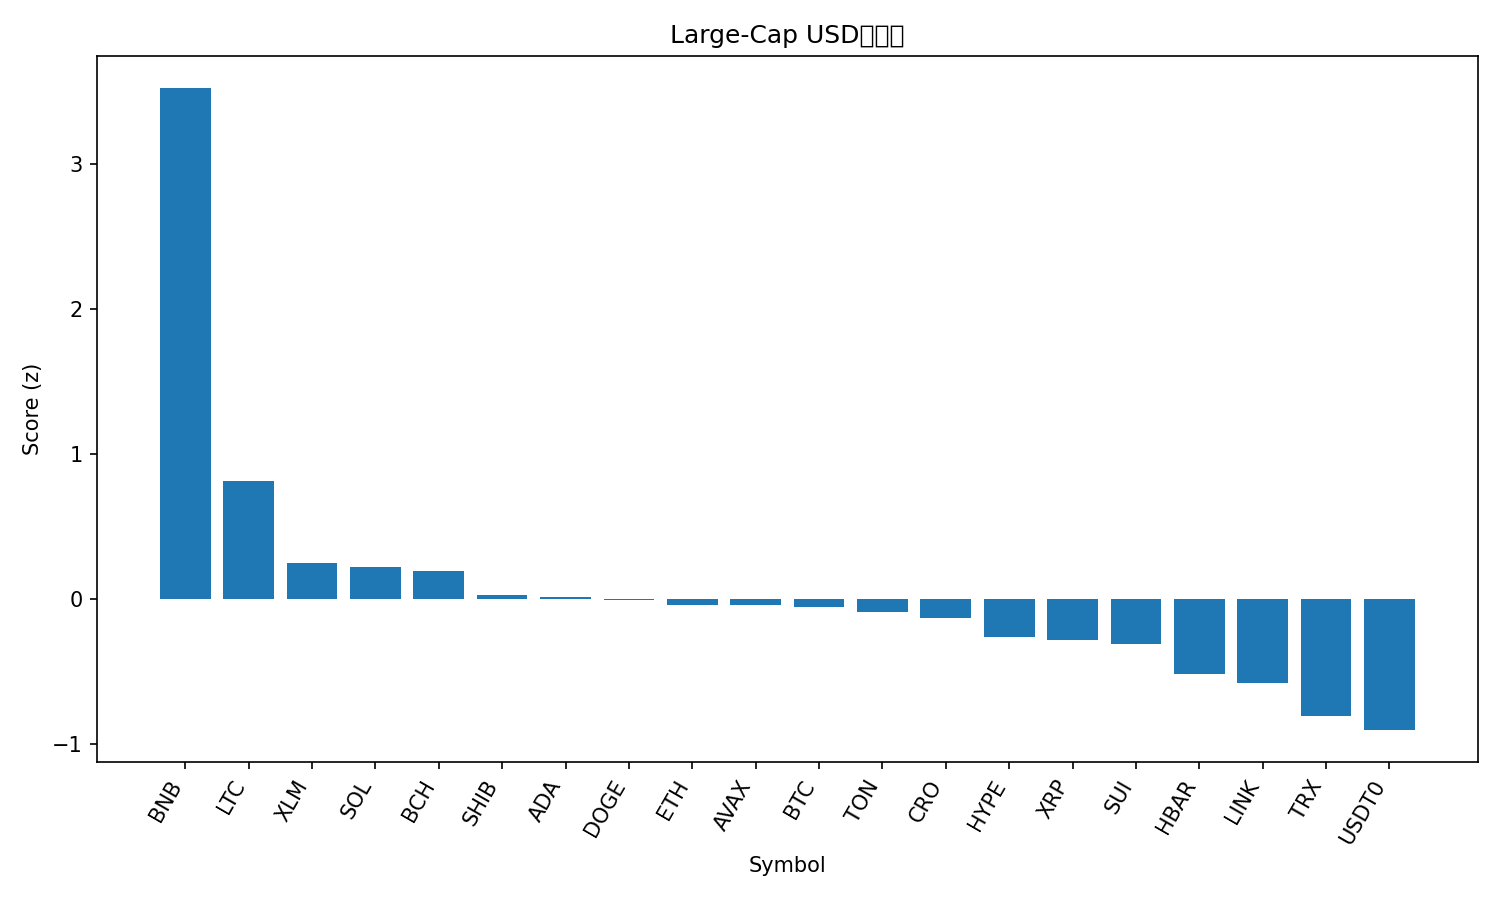 Large-Cap USD
Score (z)
3
2
1
0
−1
BNB
LTC
XLM
SOL
BCH
SHIB
ADA
DOGE
ETH
AVAX
BTC
TON
CRO
HYPE
XRP
SUI
HBAR
LINK
TRX
USDT0
Symbol